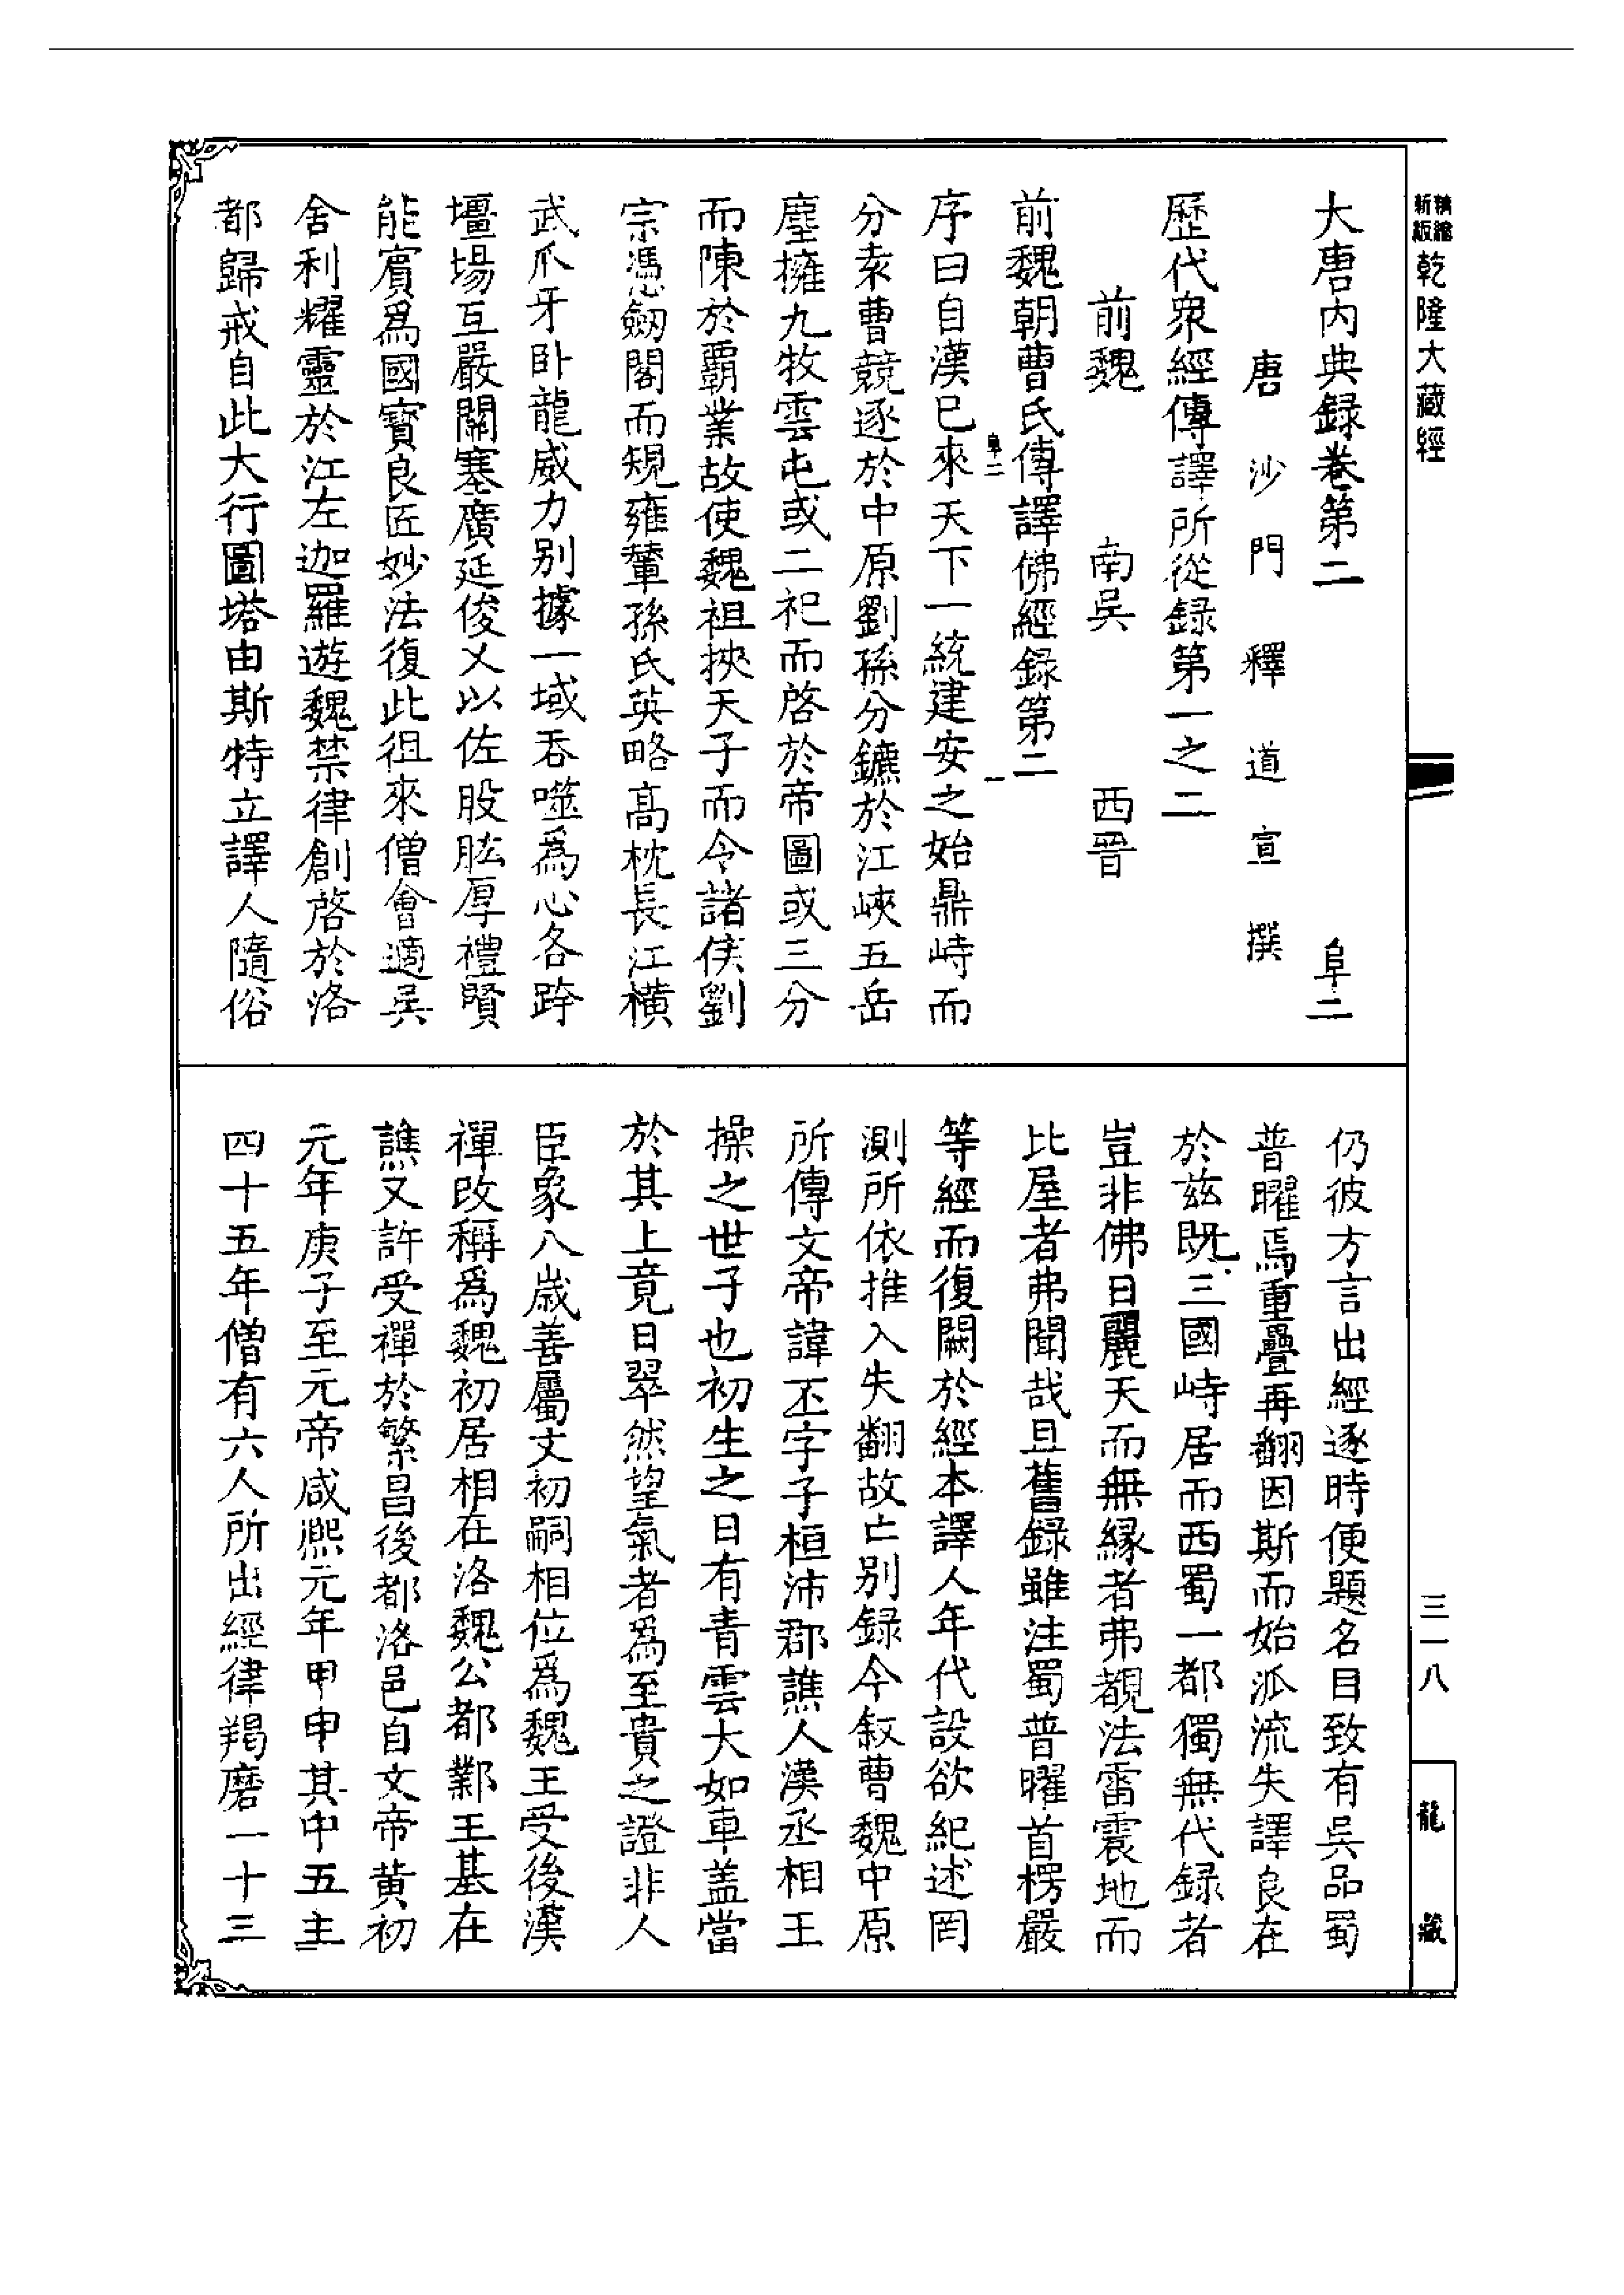 精縮新版乾隆大藏經
大唐内典録卷第二 阜二
唐沙門釋道宣撰
歷代衆經傳譯所從録第一之二
前魏 南吳 西晉
前魏朝曹氏傳譯佛經録第二
阜二 一
序曰自漢已來天下一統建安之始鼎峙而
分袁曹競逐於中原劉孫分鑣於江峽五岳
塵擁九牧雲屯或二祀而啓於帝圖或三分
而陳於覇業故使魏祖挾天子而令諸侯劉
宗憑劒閣而規雍輦孫氏英略高枕長江橫
武爪牙卧龍威力别據一域吞噬爲心各跨
壃場互嚴關塞廣延俊乂以佐股肱厚禮賢
能賓爲國寳良匠妙法復此徂來僧會適吳
舍利耀靈於江左迦羅遊魏禁律創啓於洛
都歸戒自此大行圖塔由斯特立譯人隨俗
仍彼方言出經逐時便題名目致有吳品蜀
普曜焉重疊再翻因斯而始派流失譯良在
於兹既三國峙居而西蜀一都獨無代録者
豈非佛日麗天而無緣者弗覩法雷震地而
比屋者弗聞哉且舊録雖注蜀普曜首楞嚴
等經而復闕於經本譯人年代設欲紀述罔
測所依推入失翻故亡别録今叙曹魏中原
所傳文帝諱丕字子桓沛郡譙人漢丞相王
操之世子也初生之日有青雲大如車盖當
於其上竟日翠然望氣者爲至貴之證非人
臣象八歲善屬文初嗣相位爲魏王受後漢
禪改稱爲魏初居相在洛魏公都鄴王基在
譙又許受禪於繁昌後都洛邑自文帝黄初
元年庚子至元帝咸熙元年甲申其中五主
四十五年僧有六人所出經律羯磨一十三
三一八
龍藏